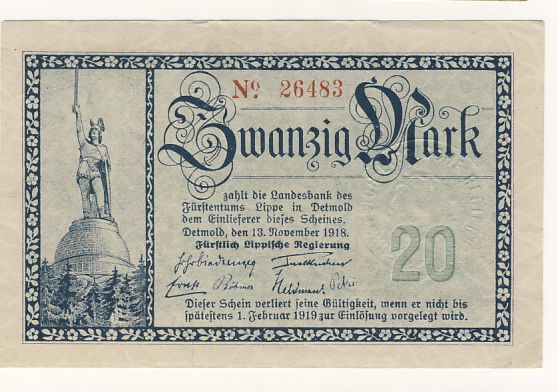 No. 26483
Zwanzig Mark
zahlt die Landesbank des
Fürstentums Lippe in Detmold
dem Einlieferer dieses Scheines.
Detmold, den 13. November 1918.
Fürstlich Lippische Regierung
20
Dieser Schein verliert seine Gültigkeit, wenn er nicht bis
spätestens 1. Februar 1919 zur Einlösung vorgelegt wird.